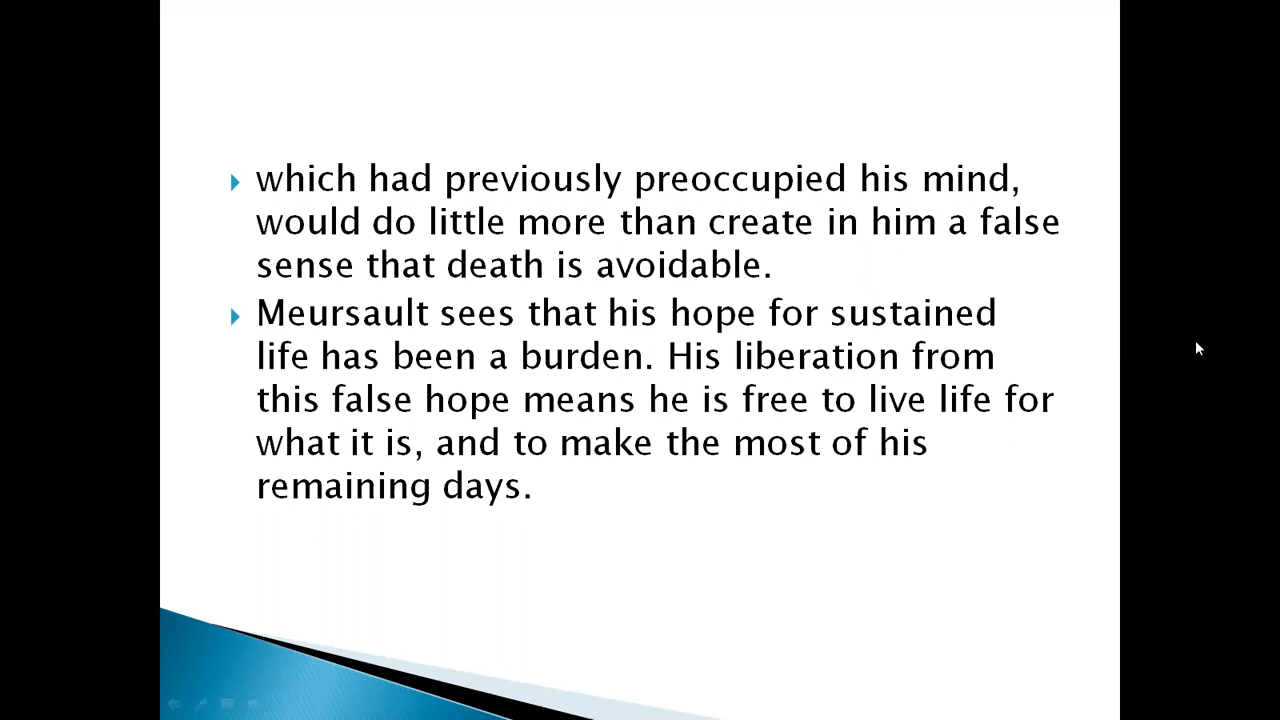 which had previously preoccupied his mind,
would do little more than create in him a false
sense that death is avoidable.
Meursault sees that his hope for sustained
life has been a burden. His liberation from
this false hope means he is free to live life for
what it is, and to make the most of his
remaining days.